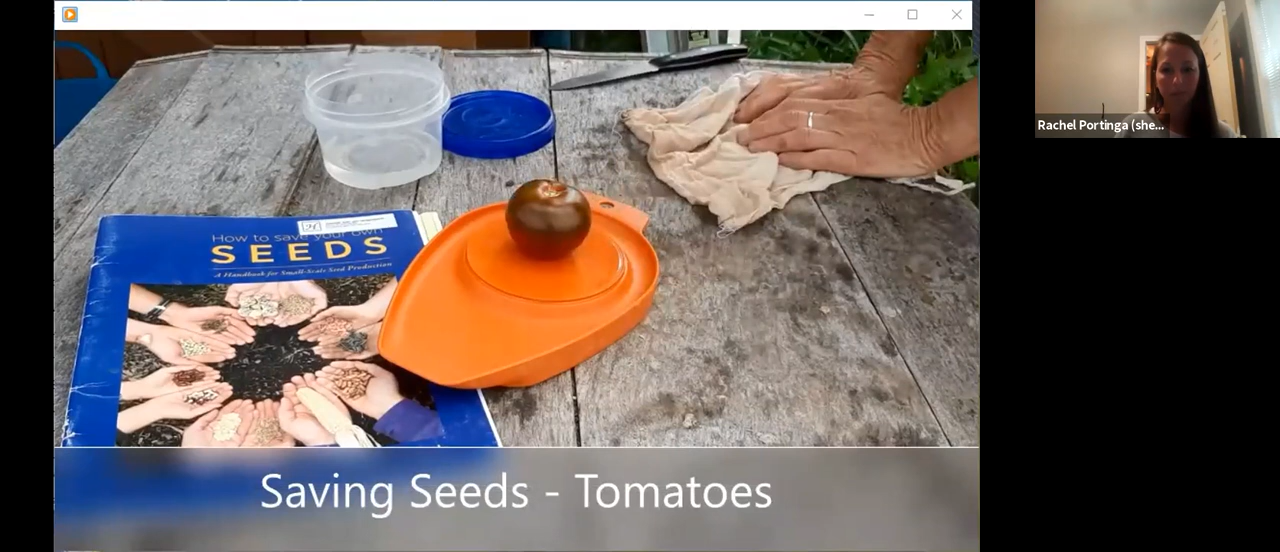 How to save your own
SEEDS
A Handbook for Small-Scale Seed Production
Saving Seeds - Tomatoes
Rachel Portinga (she...